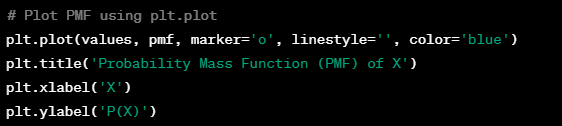 # Plot PMF using plt.plot
plt.plot(values, pmf, marker='o', linestyle='', color='blue')
plt.title('Probability Mass Function (PMF) of X')
plt.xlabel('X')
plt.ylabel('P(X)')